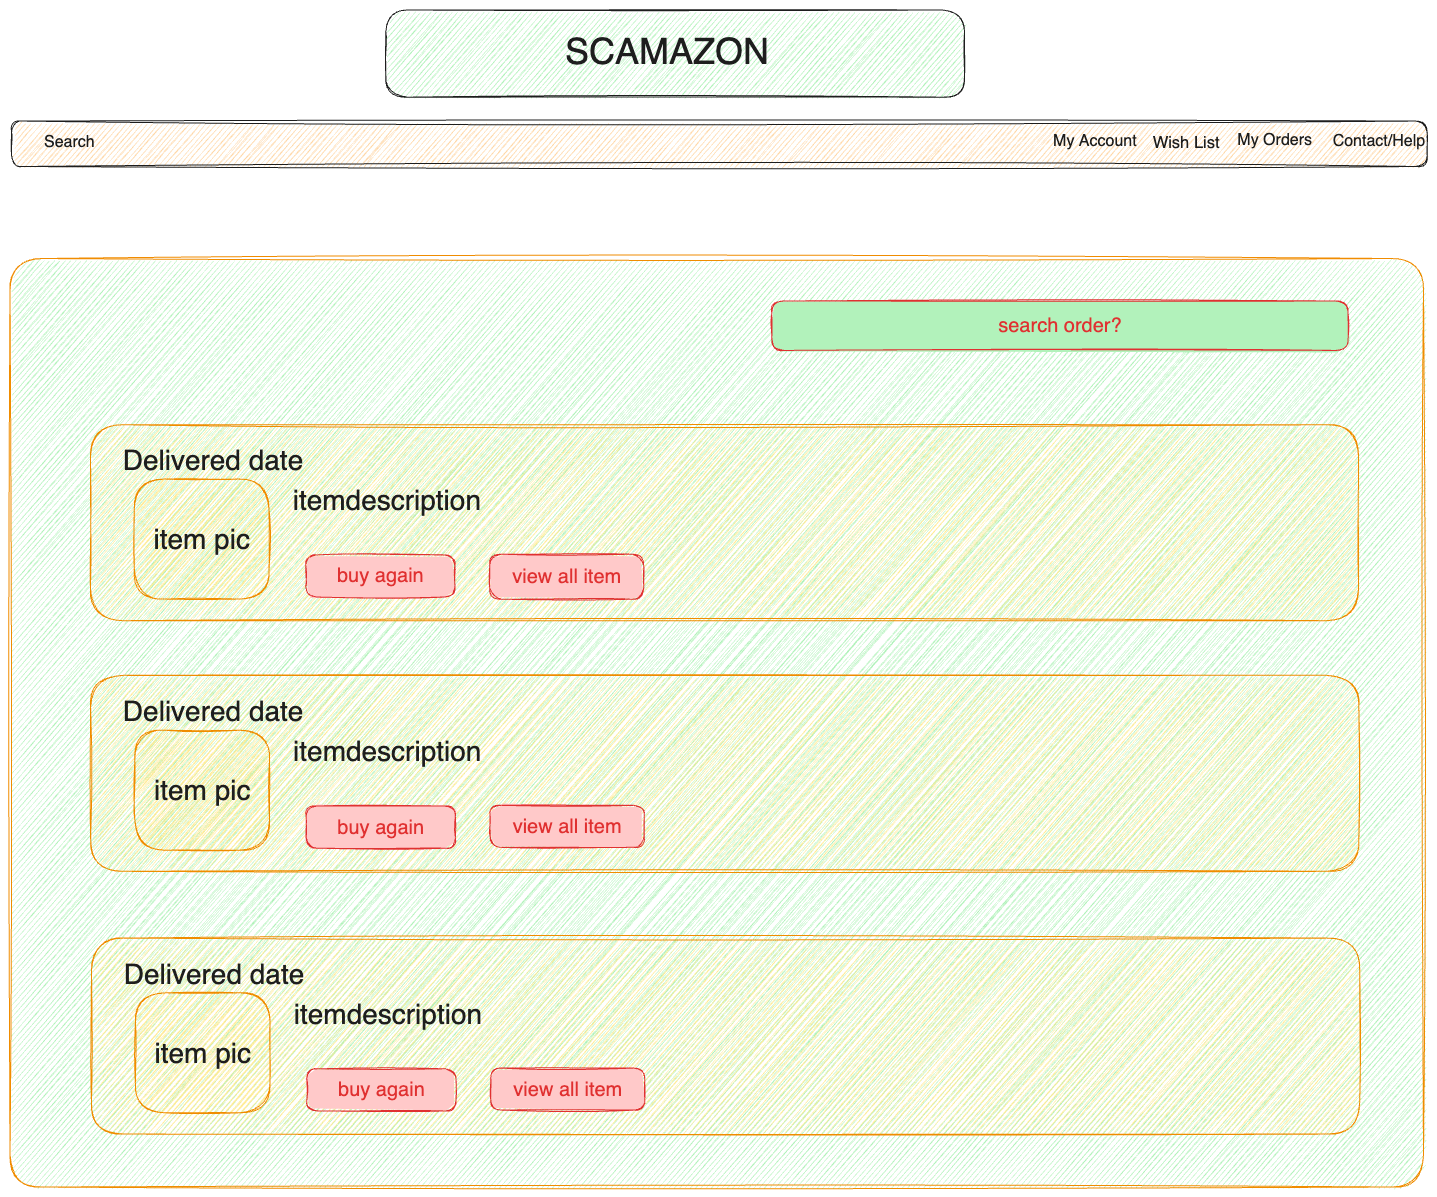 SCAMAZON
Search My Account Wish List My Orders Contact/Help
search order?
Delivered date
itemdescription
item pic
buy again view all item
Delivered date
itemdescription
item pic
buy again view all item
Delivered date
itemdescription
item pic
buy again view all item